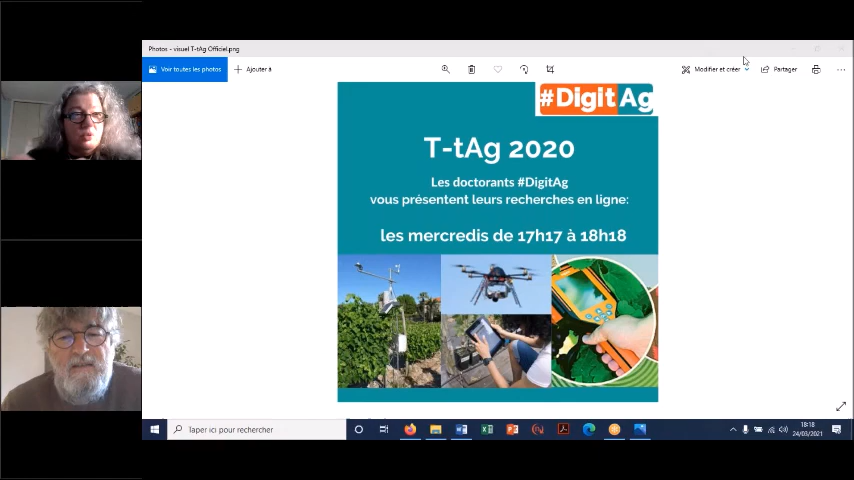 Photos - visuel T-tAg Officiel.png
Voir toutes les photos
Ajouter à
Modifier et créer
Partager
#DigitAg
T-tAg 2020
Les doctorants #DigitAg
vous présentent leurs recherches en ligne:
les mercredis de 17h17 à 18h18
Taper ici pour rechercher
18:18
24/03/2021